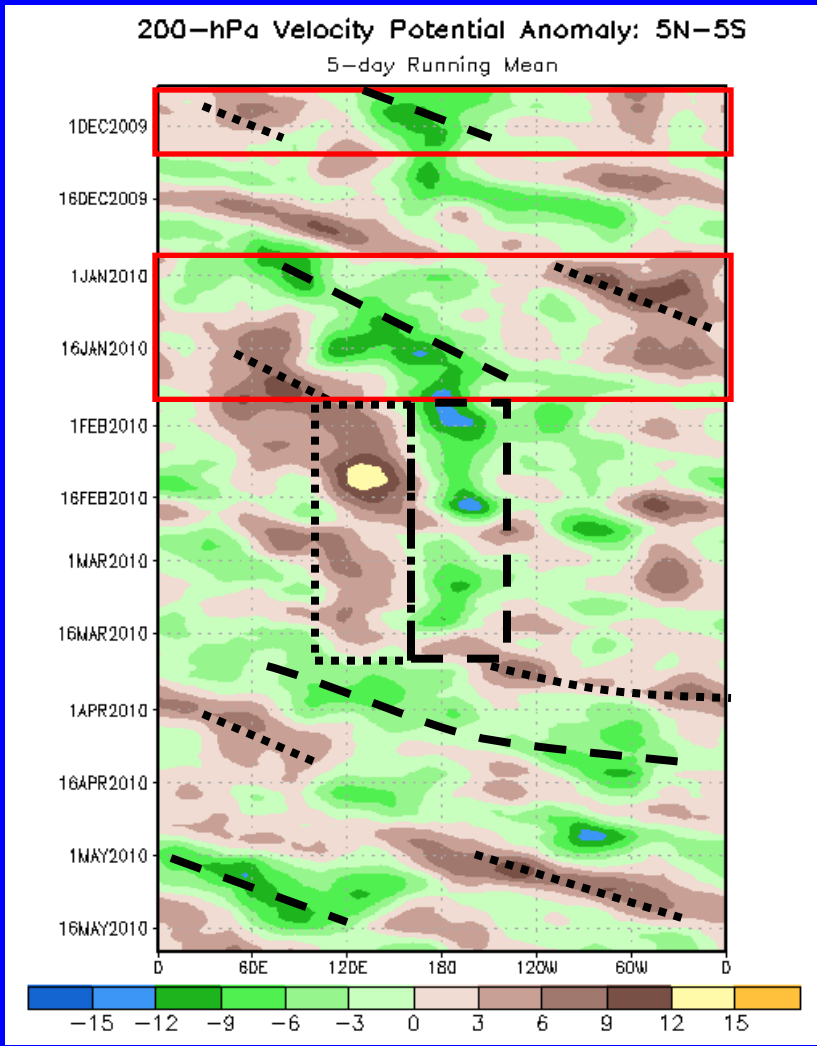 200-hPa Velocity Potential Anomaly: 5N-5S
5-day Running Mean
1DEC2009
16DEC2009
1JAN2010
16JAN2010
1FEB2010
16FEB2010
1MAR2010
16MAR2010
1APR2010
16APR2010
1MAY2010
16MAY2010
0 60E 120E 180 120W 60W 0
-15 -12 -9 -6 -3 0 3 6 9 12 15